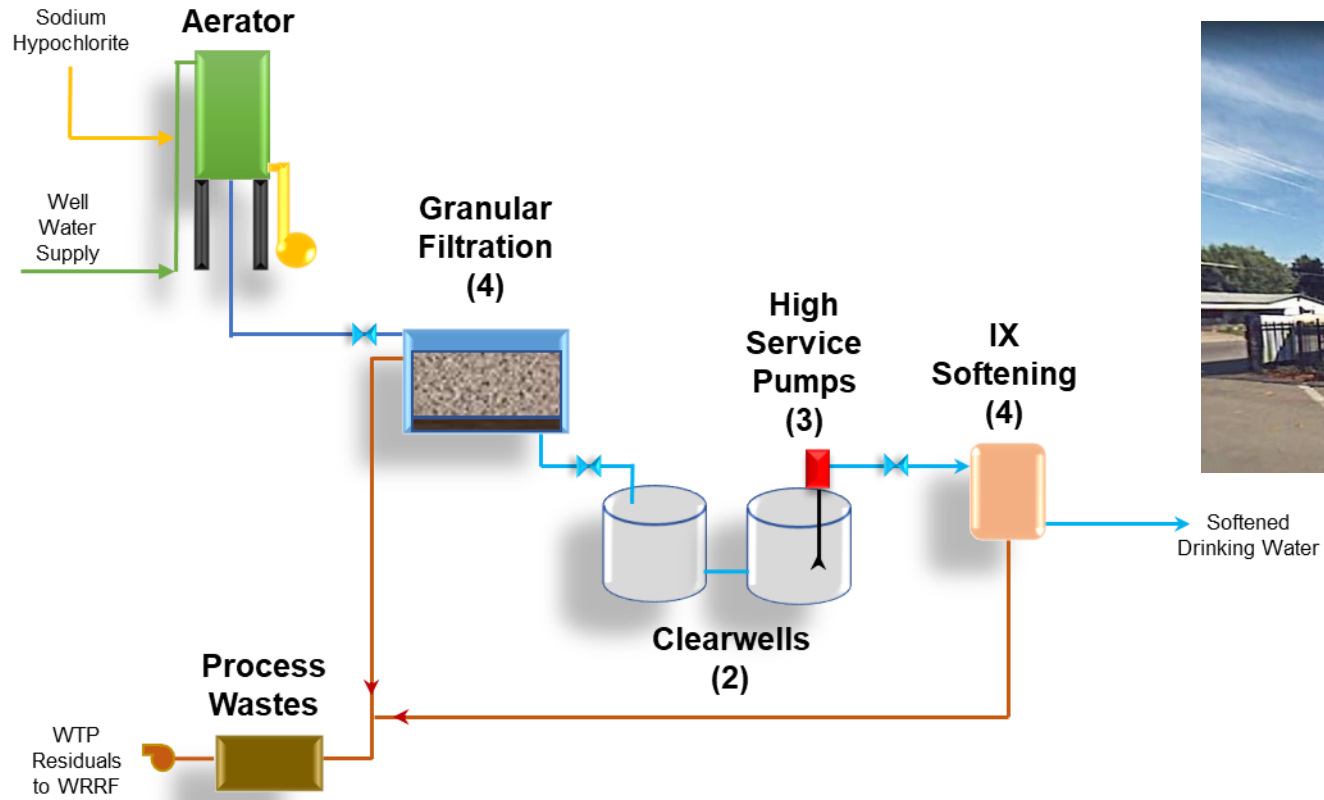 Sodium
Hypochlorite
Aerator
Well
Water
Supply
Granular
Filtration
(4)
High
Service
Pumps
(3)
IX
Softening
(4)
Softened
Drinking Water
Clearwells
(2)
Process
Wastes
WTP
Residuals
to WRRF